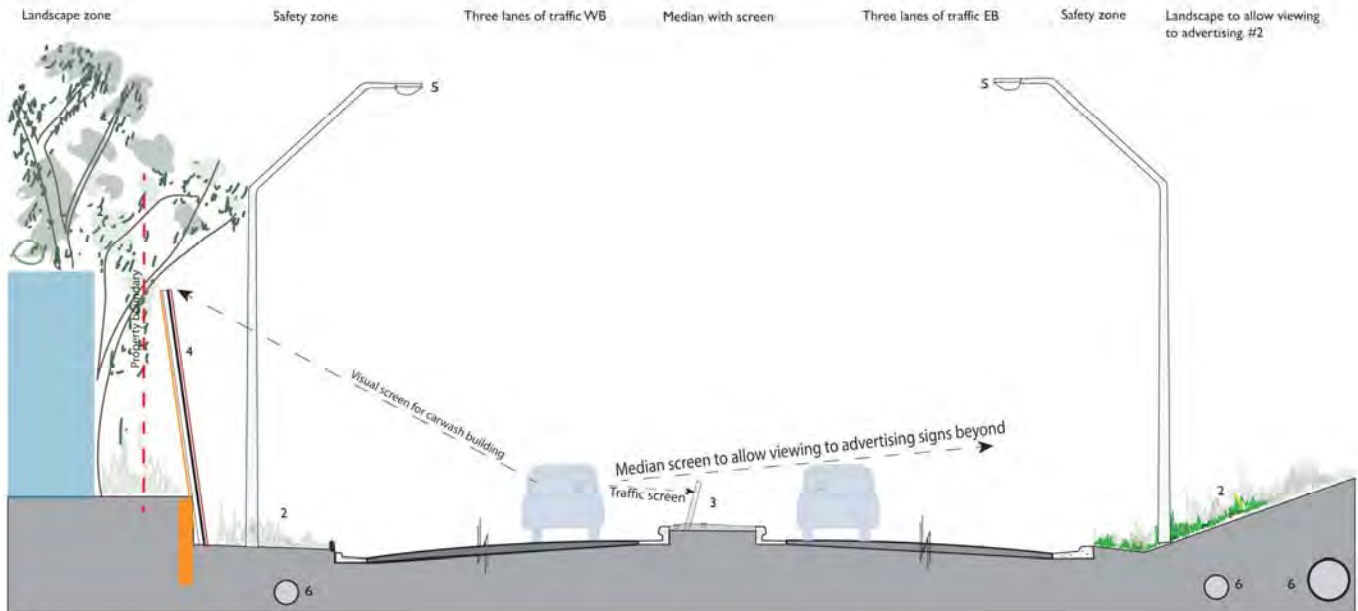 Landscape zone
Safety zone
Three lanes of traffic WB
Median with screen
Three lanes of traffic EB
Safety zone
Landscape to allow viewing
to advertising. #2
5
5
2
Property boundary
4
Visual screen for carwash building
Median screen to allow viewing to advertising signs beyond
Traffic screen
3
2
2
6
6
6